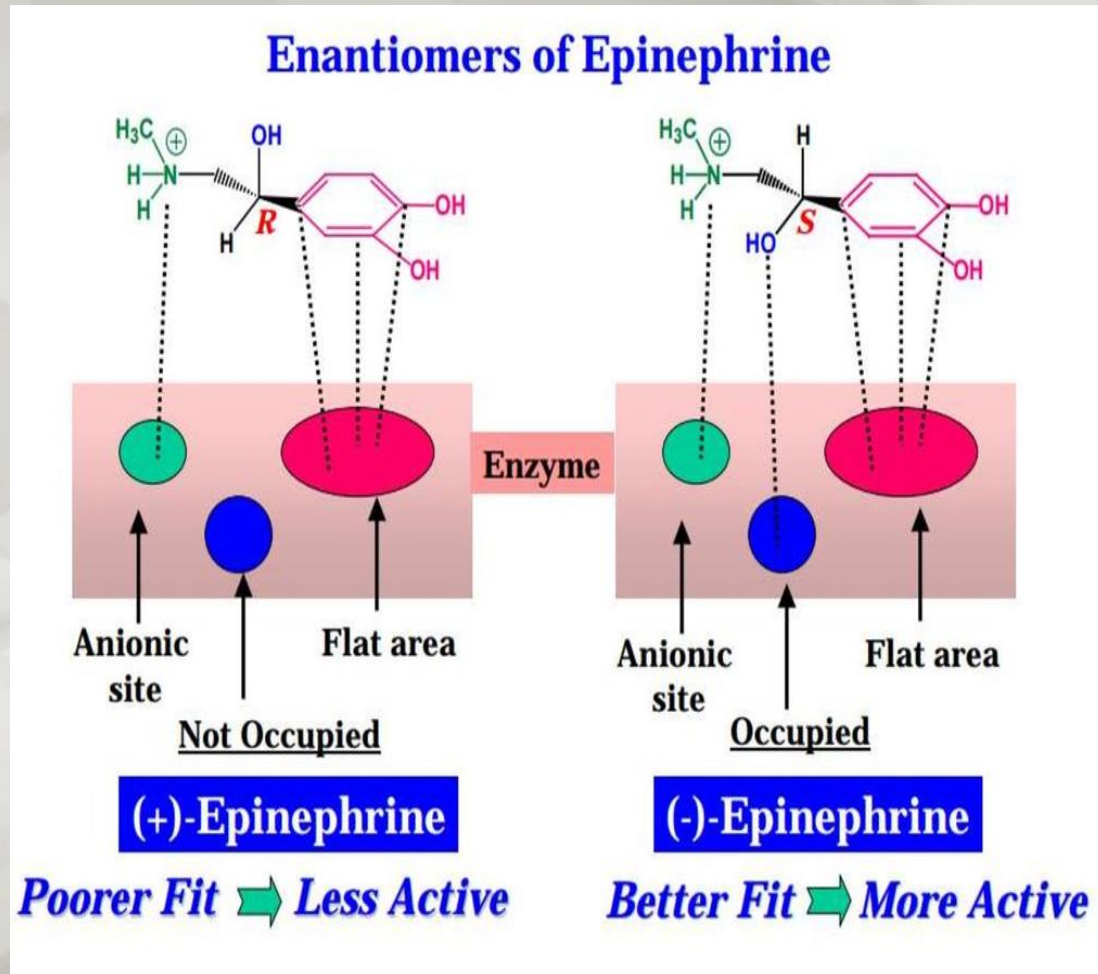 Enantiomers of Epinephrine
H₃C
⊕
OH
H–N
H
R
H
OH
OH
H₃C
⊕
H
H–N
H
S
HO
OH
OH
Enzyme
Anionic
site
Flat area
Not Occupied
Anionic
site
Flat area
Occupied
(+)-Epinephrine
(-)-Epinephrine
Poorer Fit
Less Active
Better Fit
More Active